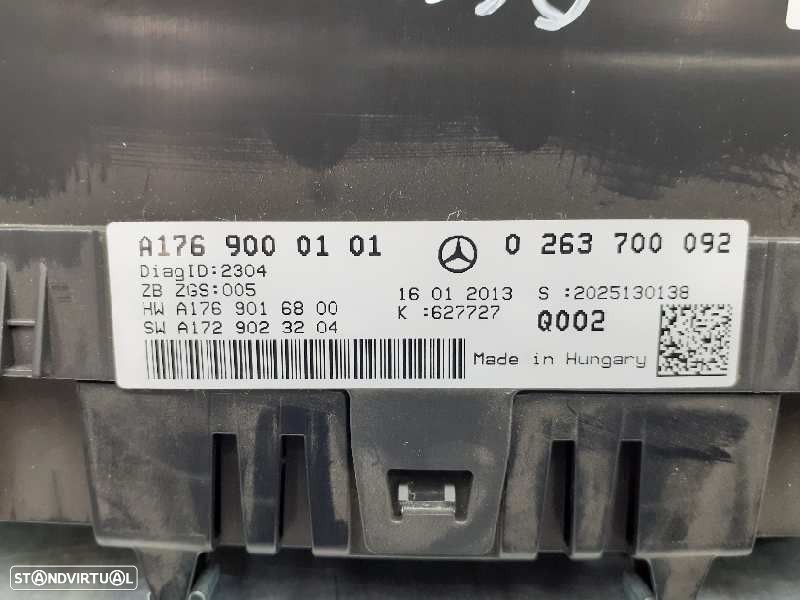 A176 900 01 01 0 263 700 092
DiagID:2304
ZB ZGS:005
16 01 2013 S :2025130138
HW A176 901 68 00
K :627727 Q002
SW A172 902 32 04
Made in Hungary
STANDVIRTUAL